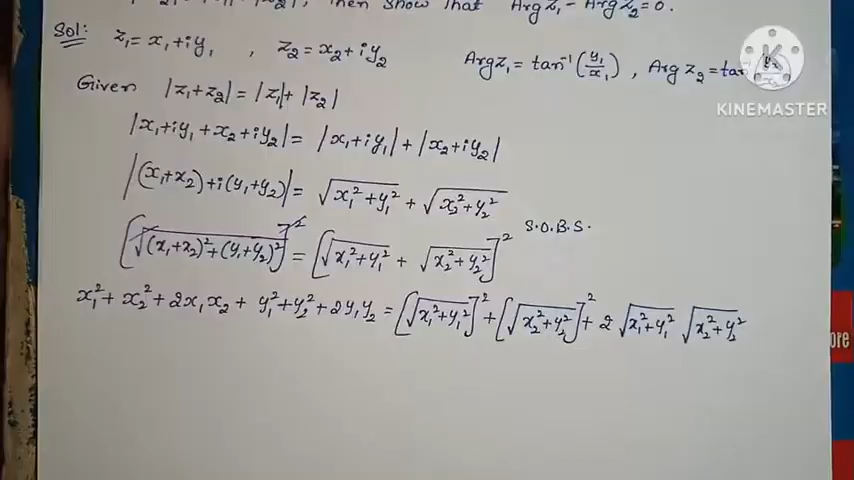 then show that Arg z₁ - Arg z₂ = 0.
Sol: z₁ = x₁ + iy₁ , z₂ = x₂ + iy₂ Arg z₁ = tan⁻¹(y₁/x₁) , Arg z₂ = tan
KINEMASTER
Given |z₁+z₂| = |z₁| + |z₂|
|x₁+iy₁+x₂+iy₂| = |x₁+iy₁| + |x₂+iy₂|
|(x₁+x₂)+i(y₁+y₂)| = √(x₁²+y₁²) + √(x₂²+y₂²)
[√((x₁+x₂)²+(y₁+y₂)²)]² = [√(x₁²+y₁²) + √(x₂²+y₂²)]² S.O.B.S.
x₁² + x₂² + 2x₁x₂ + y₁² + y₂² + 2y₁y₂ = [√(x₁²+y₁²)]² + [√(x₂²+y₂²)]² + 2 √(x₁²+y₁²) √(x₂²+y₂²)
ore